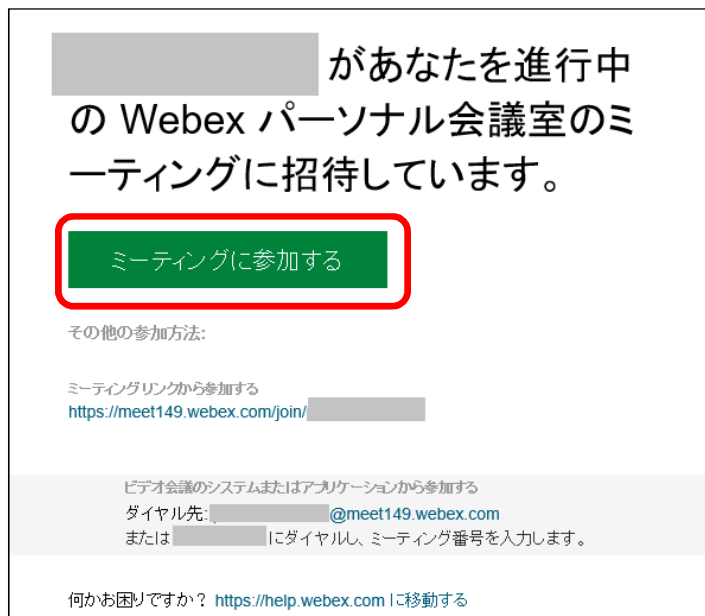 があなたを進行中
の Webex パーソナル会議室のミ
ーティングに招待しています。
ミーティングに参加する
その他の参加方法:
ミーティングリンクから参加する
https://meet149.webex.com/join/
ビデオ会議のシステムまたはアプリケーションから参加する
ダイヤル先: @meet149.webex.com
または にダイヤルし、ミーティング番号を入力します。
何かお困りですか? https://help.webex.com に移動する